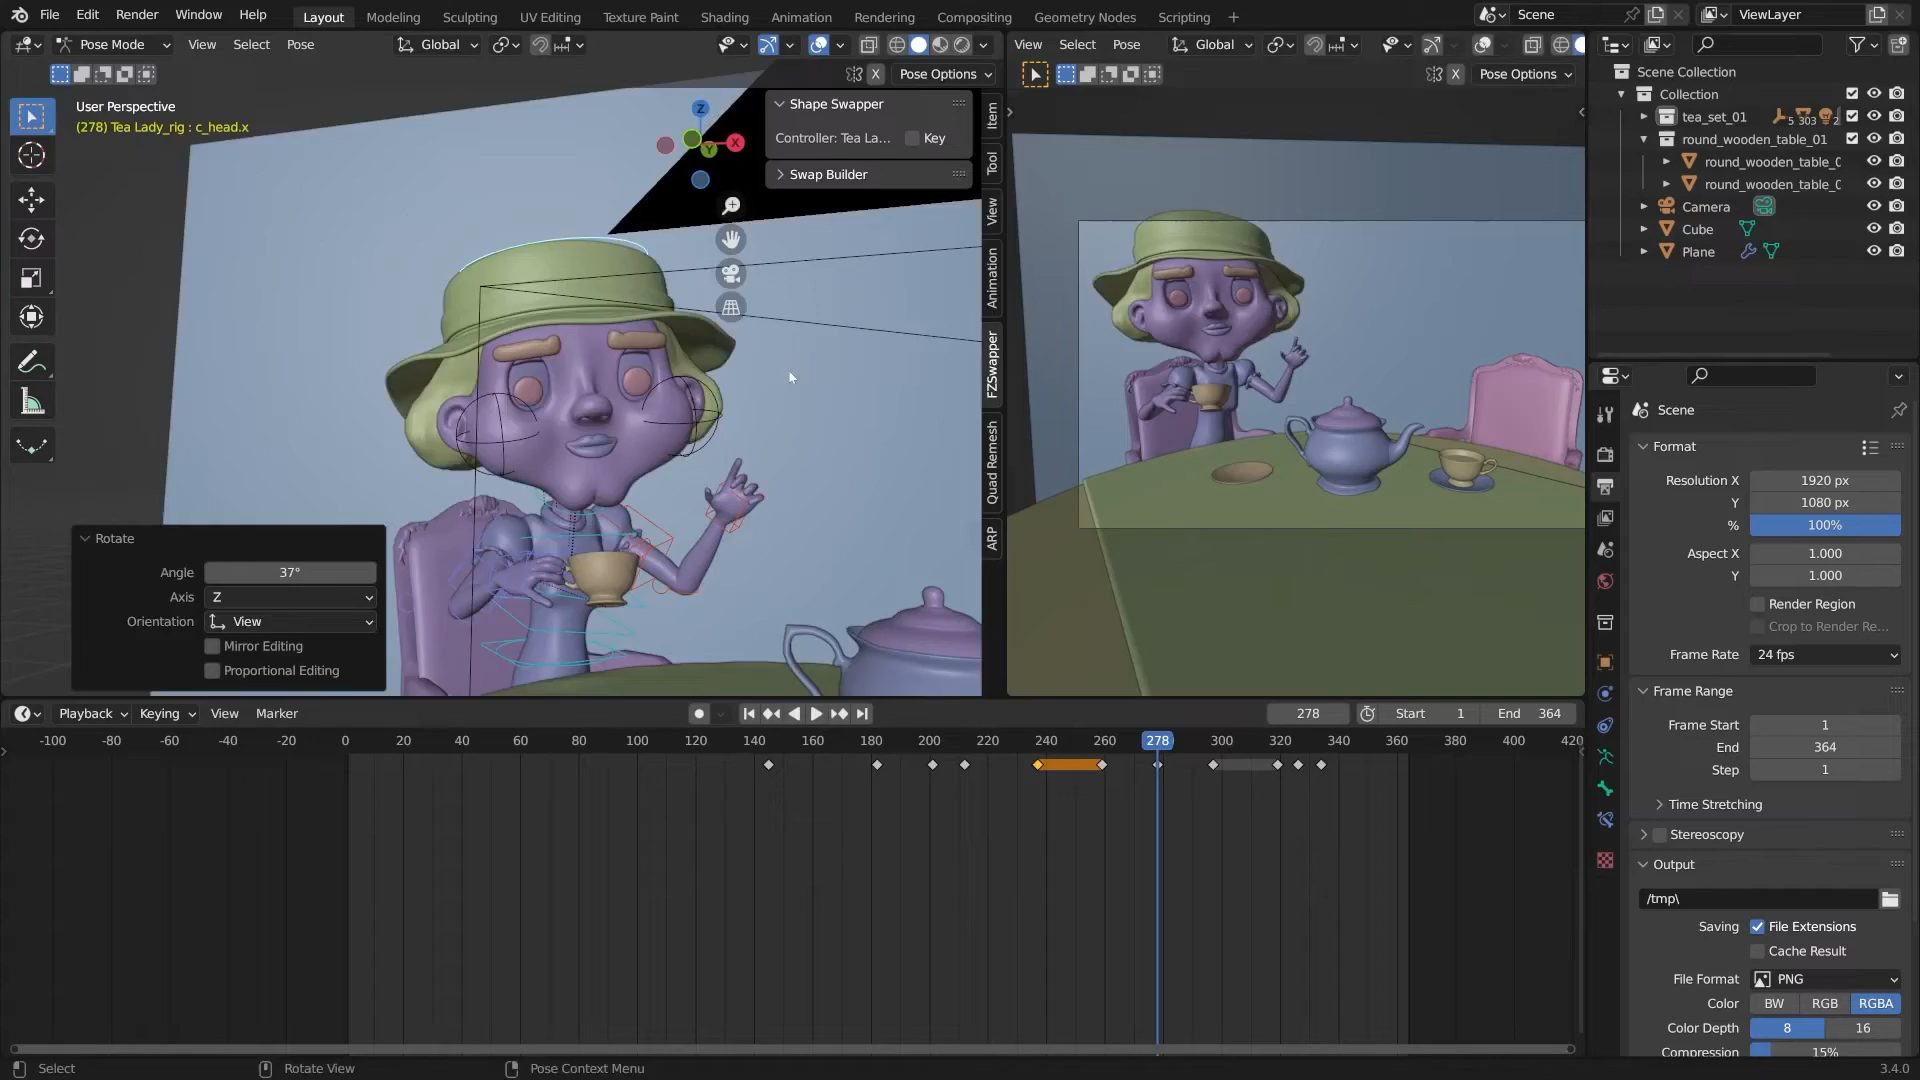 File Edit Render Window Help Layout Modeling Sculpting UV Editing Texture Paint Shading Animation Rendering Compositing Geometry Nodes Scripting + Scene ViewLayer
Pose Mode View Select Pose Global
X Pose Options
User Perspective
(278) Tea Lady_rig : c_head.x
Z
X
Y
Shape Swapper
Controller: Tea La... Key
Swap Builder
Item
Tool
View
Animation
FZSwapper
Quad Remesh
ARP
Rotate
Angle 37°
Axis Z
Orientation View
Mirror Editing
Proportional Editing
View Select Pose Global
X Pose Options
Scene Collection
Collection
tea_set_01 5 303 2
round_wooden_table_01
round_wooden_table_0
round_wooden_table_0
Camera
Cube
Plane
Scene
Format
Resolution X 1920 px
Y 1080 px
% 100%
Aspect X 1.000
Y 1.000
Render Region
Crop to Render Re...
Frame Rate 24 fps
Frame Range
Frame Start 1
End 364
Step 1
Time Stretching
Stereoscopy
Output
/tmp\
Saving File Extensions
Cache Result
File Format PNG
Color BW RGB RGBA
Color Depth 8 16
Compression 15%
Playback Keying View Marker 278 Start 1 End 364
-100 -80 -60 -40 -20 0 20 40 60 80 100 120 140 160 180 200 220 240 260 278 300 320 340 360 380 400 420
Select Rotate View Pose Context Menu 3.4.0